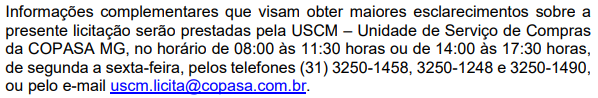 Informações complementares que visam obter maiores esclarecimentos sobre a
presente licitação serão prestadas pela USCM – Unidade de Serviço de Compras
da COPASA MG, no horário de 08:00 às 11:30 horas ou de 14:00 às 17:30 horas,
de segunda a sexta-feira, pelos telefones (31) 3250-1458, 3250-1248 e 3250-1490,
ou pelo e-mail uscm.licita@copasa.com.br.